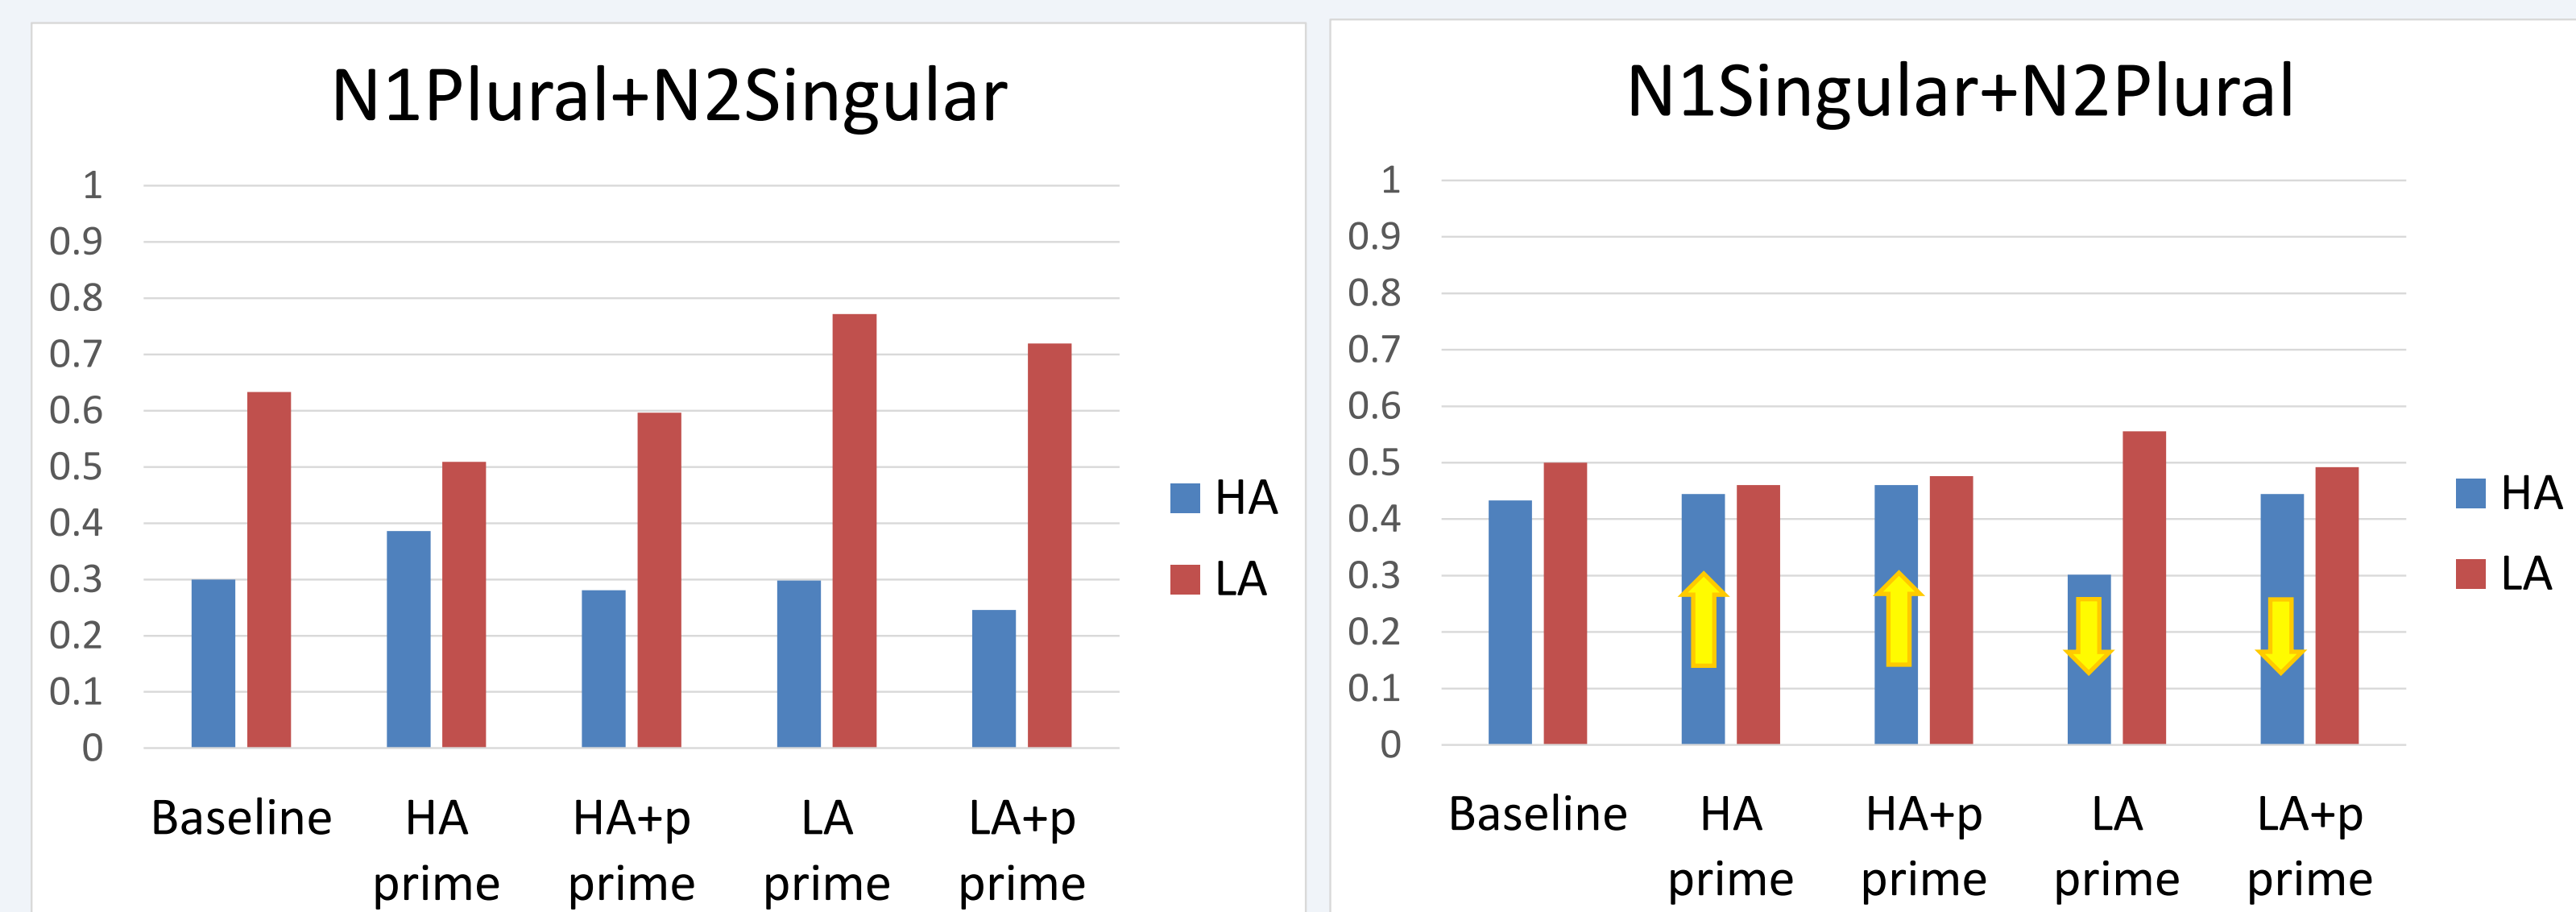 N1Plural+N2Singular
1
0.9
0.8
0.7
0.6
0.5
0.4
0.3
0.2
0.1
0
Baseline
HA prime
HA+p prime
LA prime
LA+p prime
HA
LA
N1Singular+N2Plural
1
0.9
0.8
0.7
0.6
0.5
0.4
0.3
0.2
0.1
0
Baseline
HA prime
HA+p prime
LA prime
LA+p prime
HA
LA